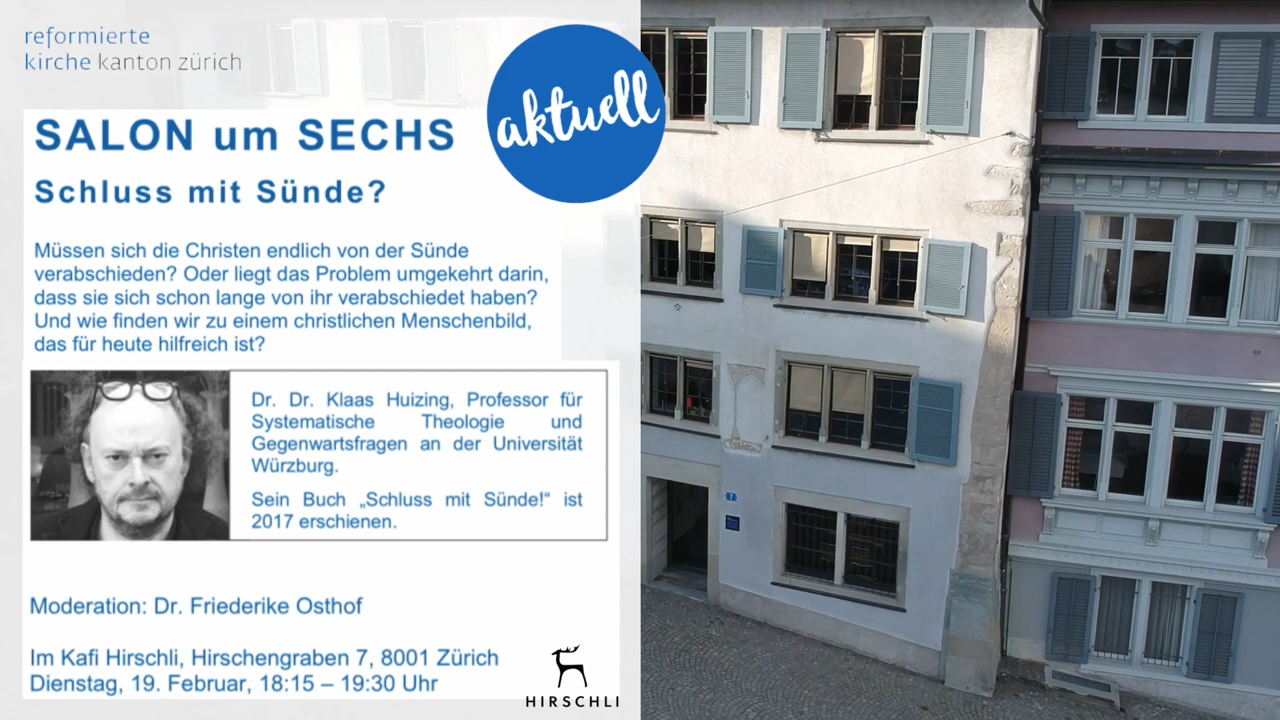 reformierte
kirche kanton zürich
aktuell
SALON um SECHS
Schluss mit Sünde?
Müssen sich die Christen endlich von der Sünde
verabschieden? Oder liegt das Problem umgekehrt darin,
dass sie sich schon lange von ihr verabschiedet haben?
Und wie finden wir zu einem christlichen Menschenbild,
das für heute hilfreich ist?
Dr. Dr. Klaas Huizing, Professor für
Systematische Theologie und
Gegenwartsfragen an der Universität
Würzburg.
Sein Buch „Schluss mit Sünde!“ ist
2017 erschienen.
Moderation: Dr. Friederike Osthof
Im Kafi Hirschli, Hirschengraben 7, 8001 Zürich
Dienstag, 19. Februar, 18:15 – 19:30 Uhr
HIRSCHLI
7